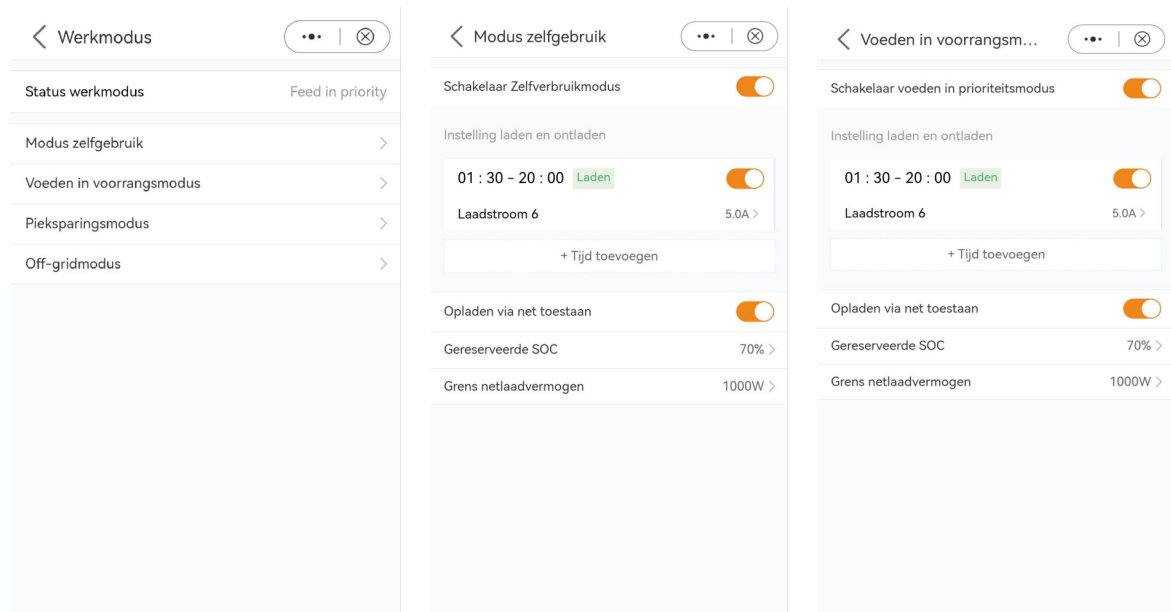 Werkmodus
Status werkmodus Feed in priority
Modus zelfgebruik
Voeden in voorrangsmodus
Pieksparingsmodus
Off-gridmodus
Modus zelfgebruik
Schakelaar Zelfverbruikmodus
Instelling laden en ontladen
01 : 30 - 20 : 00 Laden
Laadstroom 6 5.0A
+ Tijd toevoegen
Opladen via net toestaan
Gereserveerde SOC 70%
Grens netlaadvermogen 1000W
Voeden in voorrangsm...
Schakelaar voeden in prioriteitsmodus
Instelling laden en ontladen
01 : 30 - 20 : 00 Laden
Laadstroom 6 5.0A
+ Tijd toevoegen
Opladen via net toestaan
Gereserveerde SOC 70%
Grens netlaadvermogen 1000W